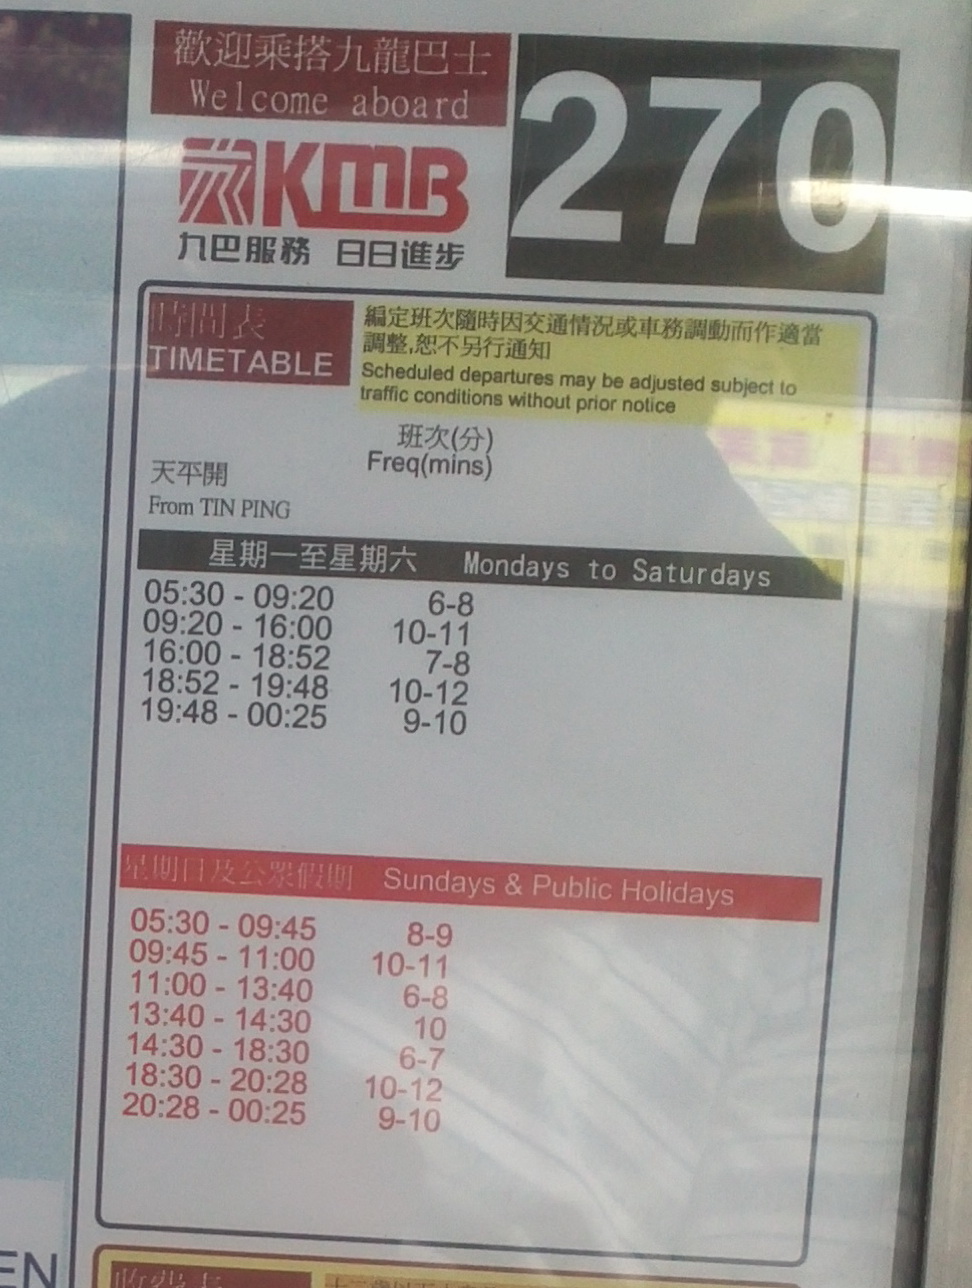 歡迎乘搭九龍巴士
Welcome aboard
270
KMB
九巴服務 日日進步
時間表
TIMETABLE
編定班次隨時因交通情況或車務調動而作適當
調整,恕不另行通知
Scheduled departures may be adjusted subject to
traffic conditions without prior notice
班次(分)
Freq(mins)
天平開
From TIN PING
星期一至星期六 Mondays to Saturdays
05:30 - 09:20 6-8
09:20 - 16:00 10-11
16:00 - 18:52 7-8
18:52 - 19:48 10-12
19:48 - 00:25 9-10
星期日及公眾假期 Sundays & Public Holidays
05:30 - 09:45 8-9
09:45 - 11:00 10-11
11:00 - 13:40 6-8
13:40 - 14:30 10
14:30 - 18:30 6-7
18:30 - 20:28 10-12
20:28 - 00:25 9-10
EN
收費表